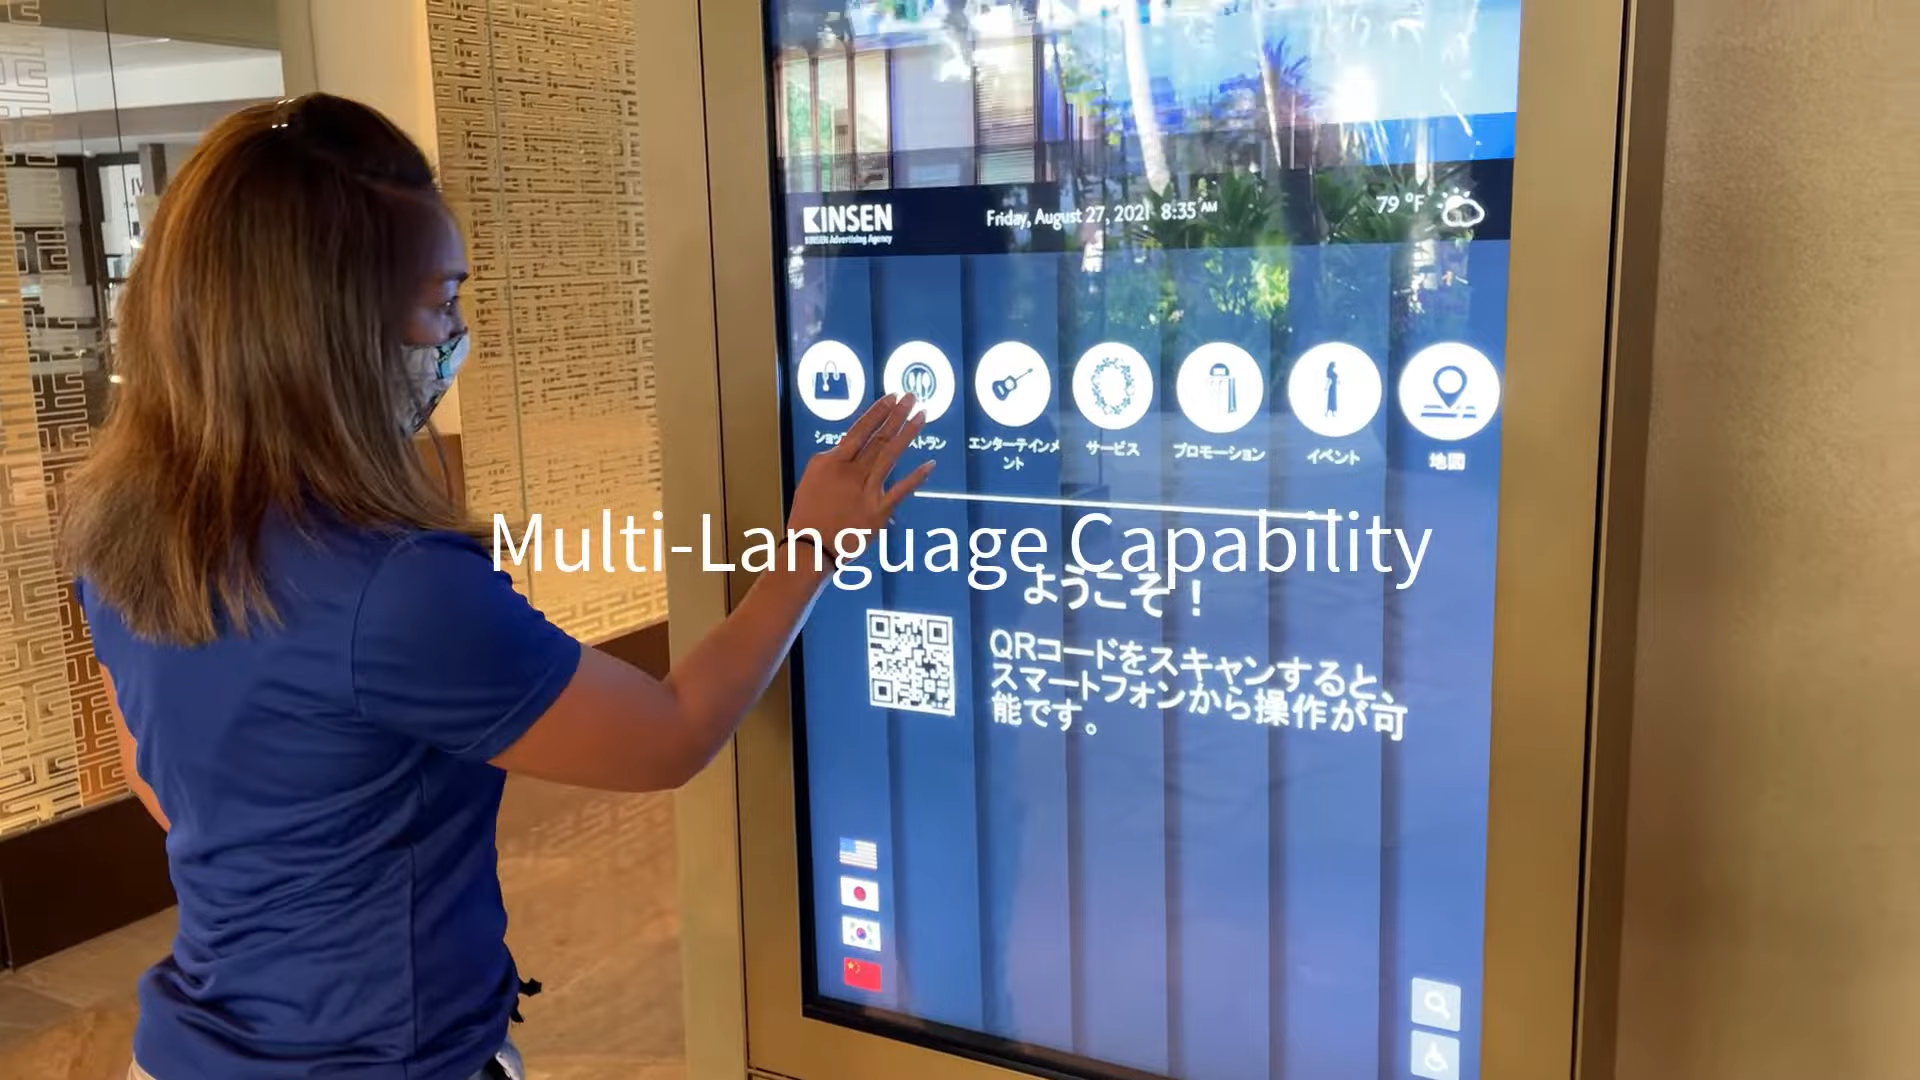 KINSEN
KINSEN Advertising Agency
Friday, August 27, 2021 8:35 AM
79 °F
エンターテインメ
ント
サービス
プロモーション
イベント
地図
Multi-Language Capability
ようこそ！
QRコードをスキャンすると、
スマートフォンから操作が可
能です。